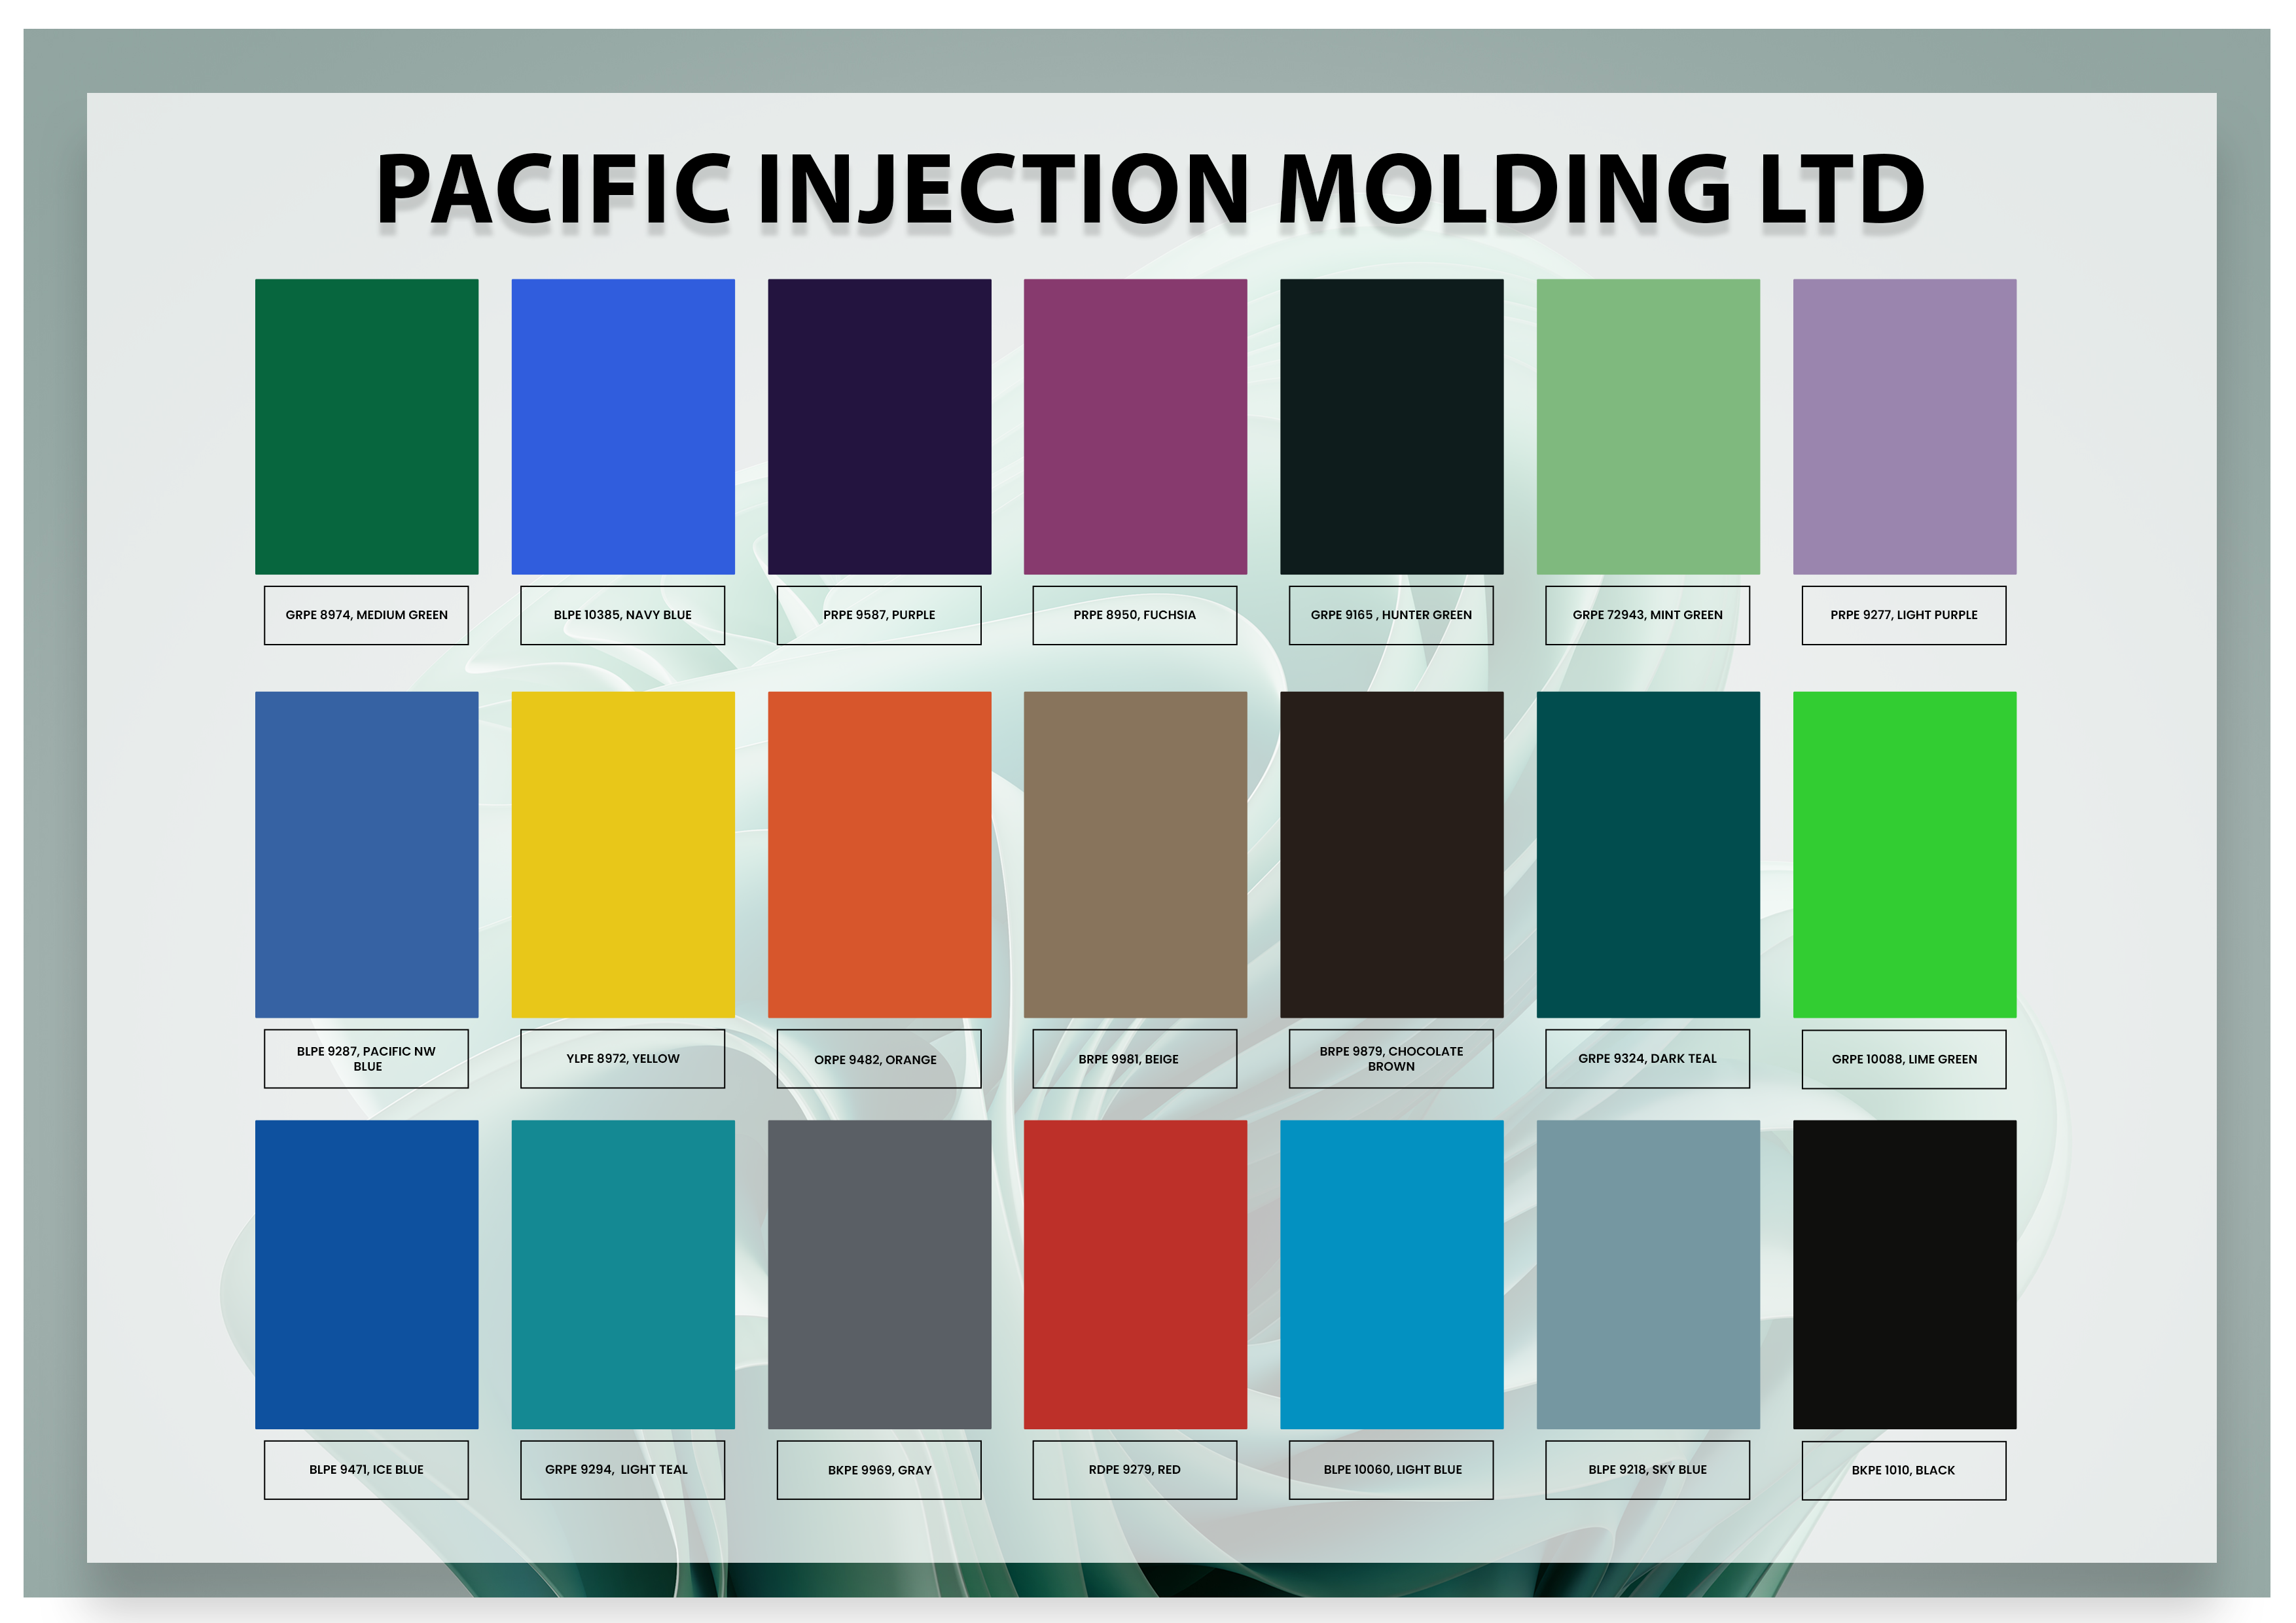 PACIFIC INJECTION MOLDING LTD
GRPE 8974, MEDIUM GREEN
BLPE 10385, NAVY BLUE
PRPE 9587, PURPLE
PRPE 8950, FUCHSIA
GRPE 9165 , HUNTER GREEN
GRPE 72943, MINT GREEN
PRPE 9277, LIGHT PURPLE
BLPE 9287, PACIFIC NW
BLUE
YLPE 8972, YELLOW
ORPE 9482, ORANGE
BRPE 9981, BEIGE
BRPE 9879, CHOCOLATE
BROWN
GRPE 9324, DARK TEAL
GRPE 10088, LIME GREEN
BLPE 9471, ICE BLUE
GRPE 9294,  LIGHT TEAL
BKPE 9969, GRAY
RDPE 9279, RED
BLPE 10060, LIGHT BLUE
BLPE 9218, SKY BLUE
BKPE 1010, BLACK